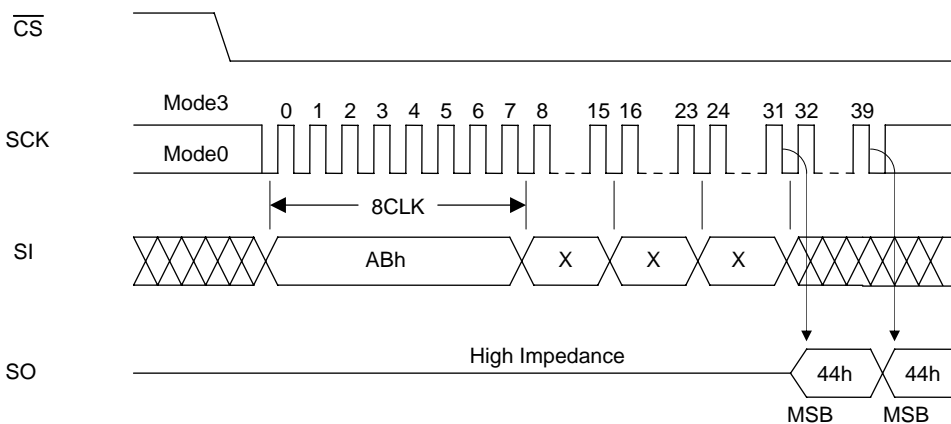 CS
Mode3
0 1 2 3 4 5 6 7 8 15 16 23 24 31 32 39
SCK
Mode0
8CLK
SI
ABh X X X
High Impedance
SO
44h 44h
MSB MSB